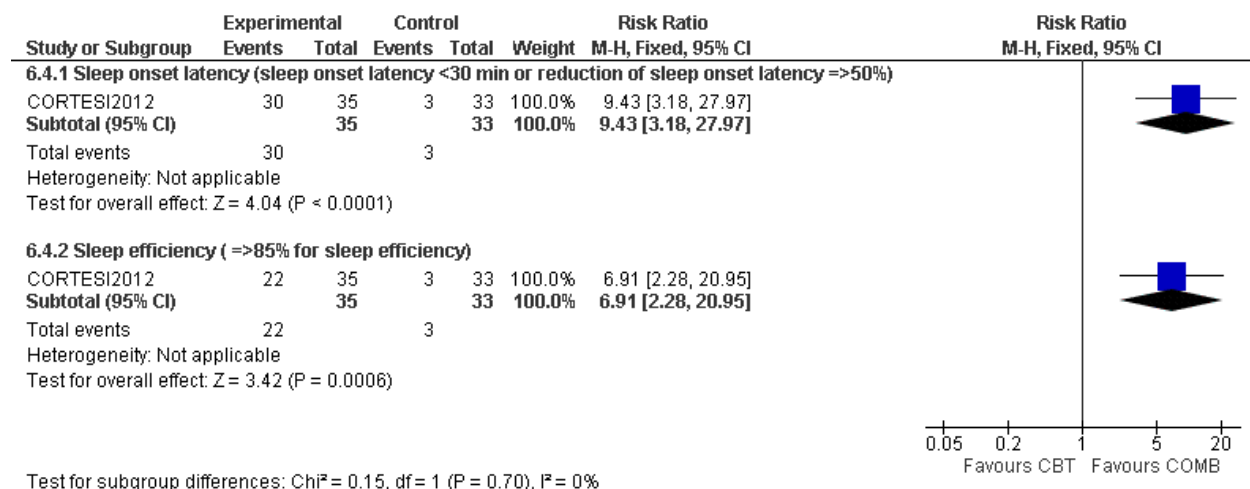 Experimental Control Risk Ratio Risk Ratio
Study or Subgroup Events Total Events Total Weight M-H, Fixed, 95% CI M-H, Fixed, 95% CI
6.4.1 Sleep onset latency (sleep onset latency <30 min or reduction of sleep onset latency =>50%)
CORTESI2012 30 35 3 33 100.0% 9.43 [3.18, 27.97]
Subtotal (95% CI) 35 33 100.0% 9.43 [3.18, 27.97]
Total events 30 3
Heterogeneity: Not applicable
Test for overall effect: Z = 4.04 (P < 0.0001)
6.4.2 Sleep efficiency ( =>85% for sleep efficiency)
CORTESI2012 22 35 3 33 100.0% 6.91 [2.28, 20.95]
Subtotal (95% CI) 35 33 100.0% 6.91 [2.28, 20.95]
Total events 22 3
Heterogeneity: Not applicable
Test for overall effect: Z = 3.42 (P = 0.0006)
0.05 0.2 1 5 20
Favours CBT Favours COMB
Test for subgroup differences: Chi² = 0.15, df = 1 (P = 0.70), I² = 0%